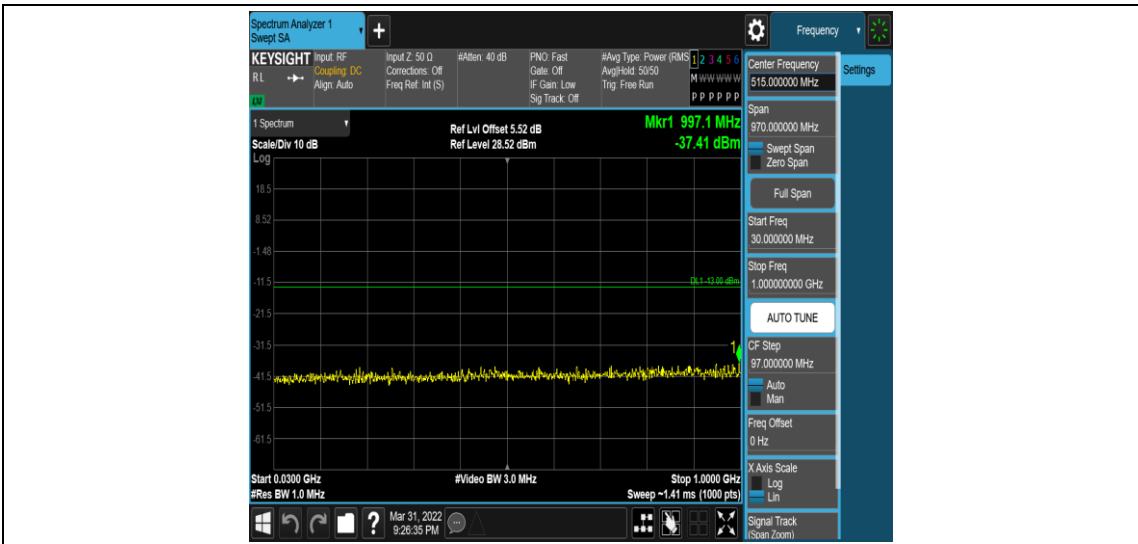 Spectrum Analyzer 1
Swept SA
+
Frequency
KEYSIGHT
RL
Input: RF
Coupling: DC
Align: Auto
Input Z: 50 Ω
Corrections: Off
Freq Ref: Int (S)
#Atten: 40 dB
PNO: Fast
Gate: Off
IF Gain: Low
Sig Track: Off
#Avg Type: Power (RMS
Avg|Hold: 50/50
Trig: Free Run
1 2 3 4 5 6
M W W W W W
P P P P P P
1 Spectrum
Scale/Div 10 dB
Log
Ref Lvl Offset 5.52 dB
Ref Level 28.52 dBm
Mkr1 997.1 MHz
-37.41 dBm
18.5
8.52
-1.48
-11.5
DL1 -13.00 dBm
-21.5
-31.5
1
-41.5
-51.5
-61.5
Start 0.0300 GHz
#Res BW 1.0 MHz
#Video BW 3.0 MHz
Stop 1.0000 GHz
Sweep ~1.41 ms (1000 pts)
Settings
Center Frequency
515.000000 MHz
Span
970.000000 MHz
Swept Span
Zero Span
Full Span
Start Freq
30.000000 MHz
Stop Freq
1.000000000 GHz
AUTO TUNE
CF Step
97.000000 MHz
Auto
Man
Freq Offset
0 Hz
X Axis Scale
Log
Lin
Signal Track
(Span Zoom)
?
Mar 31, 2022
9:26:35 PM